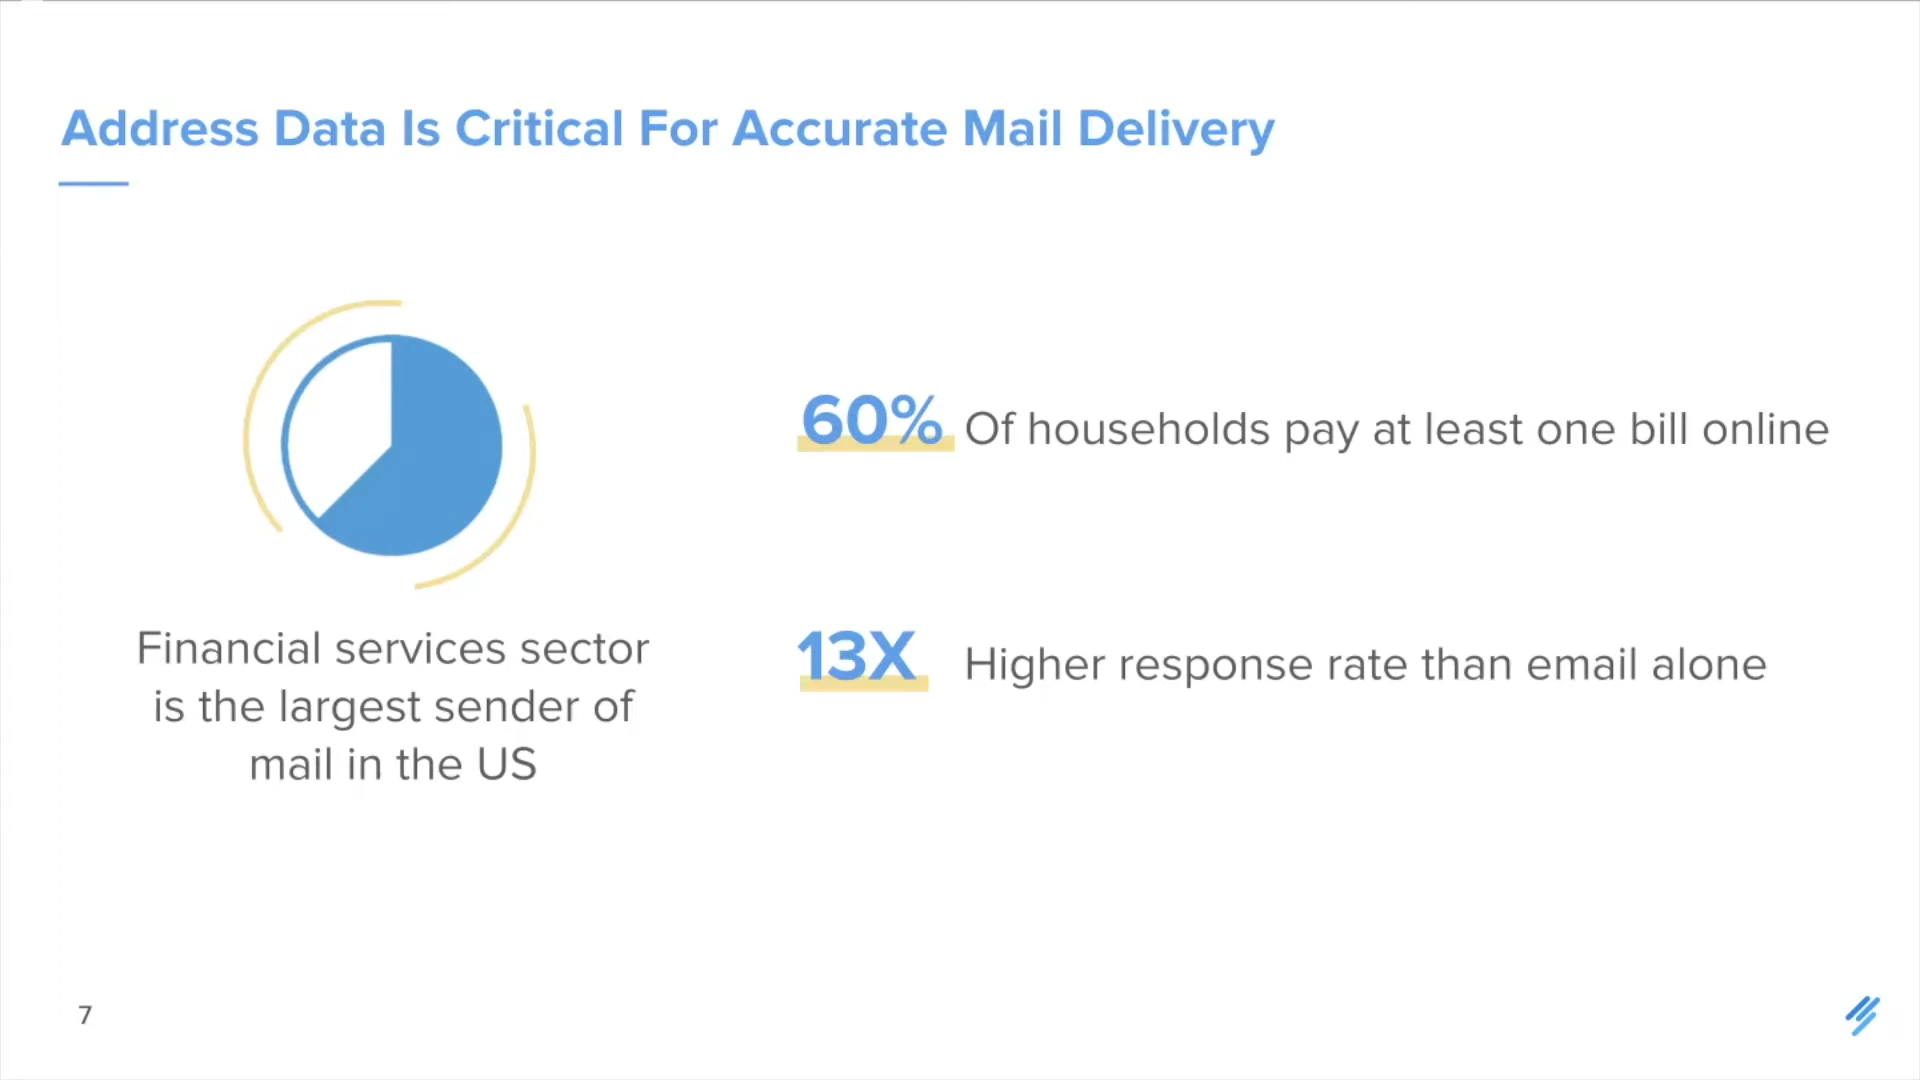 Address Data Is Critical For Accurate Mail Delivery
Financial services sector
is the largest sender of
mail in the US
60% Of households pay at least one bill online
13X Higher response rate than email alone
7